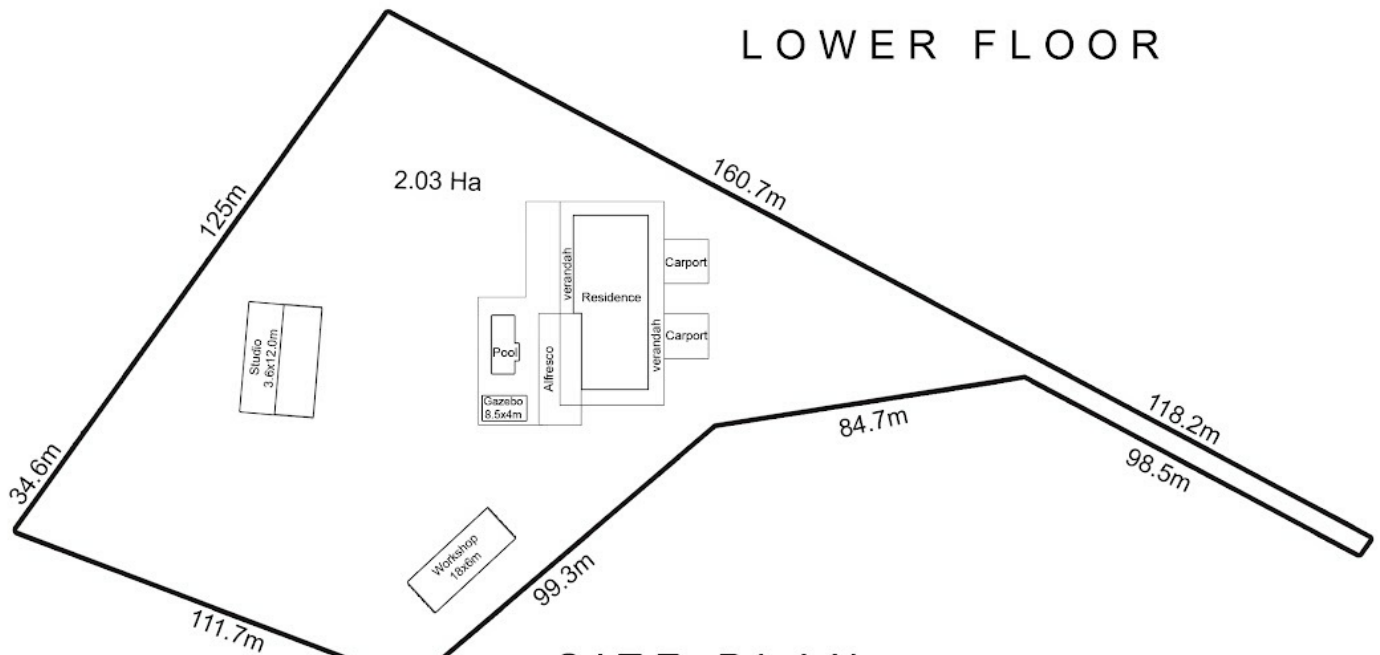 LOWER FLOOR
160.7m
2.03 Ha
125m
verandah
Carport
Residence
Studio
3.6x12.0m
Pool
Alfresco
verandah
Carport
Gazebo
8.5x4m
118.2m
84.7m
98.5m
34.6m
Workshop
18x6m
99.3m
111.7m